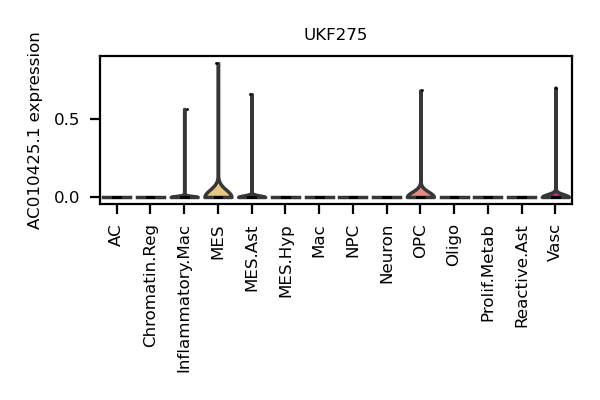 UKF275
AC010425.1 expression
0.5
0.0
AC
Chromatin.Reg
Inflammatory.Mac
MES
MES.Ast
MES.Hyp
Mac
NPC
Neuron
OPC
Oligo
Prolif.Metab
Reactive.Ast
Vasc